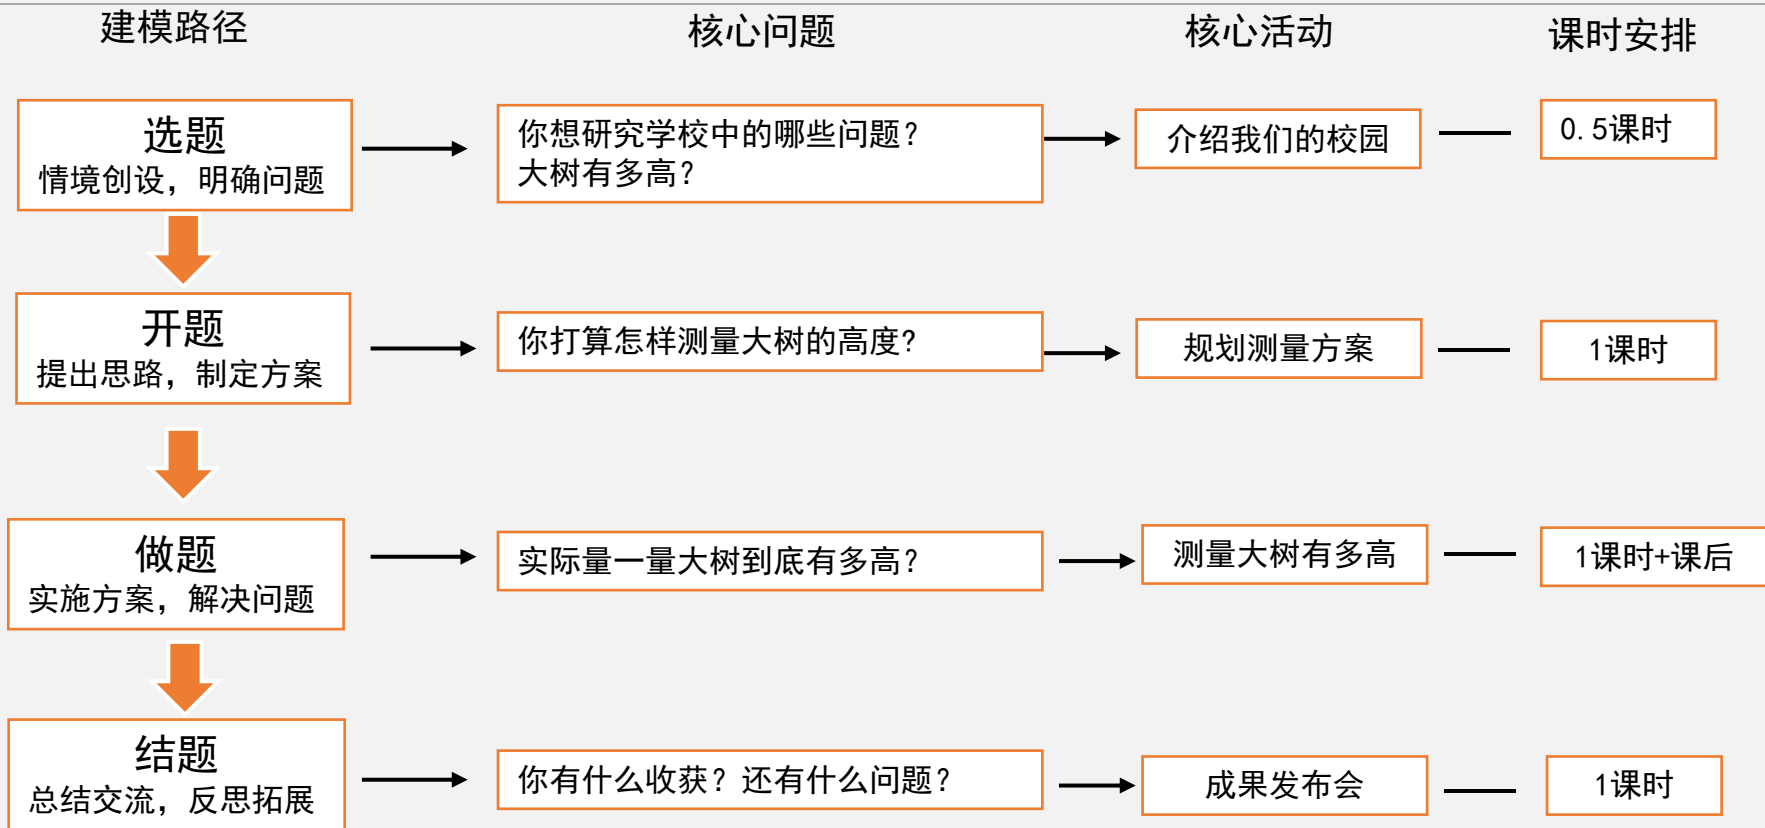 建模路径
核心问题
核心活动
课时安排
选题
情境创设，明确问题
你想研究学校中的哪些问题？
大树有多高？
介绍我们的校园
0.5课时
开题
提出思路，制定方案
你打算怎样测量大树的高度？
规划测量方案
1课时
做题
实施方案，解决问题
实际量一量大树到底有多高？
测量大树有多高
1课时+课后
结题
总结交流，反思拓展
你有什么收获？还有什么问题？
成果发布会
1课时